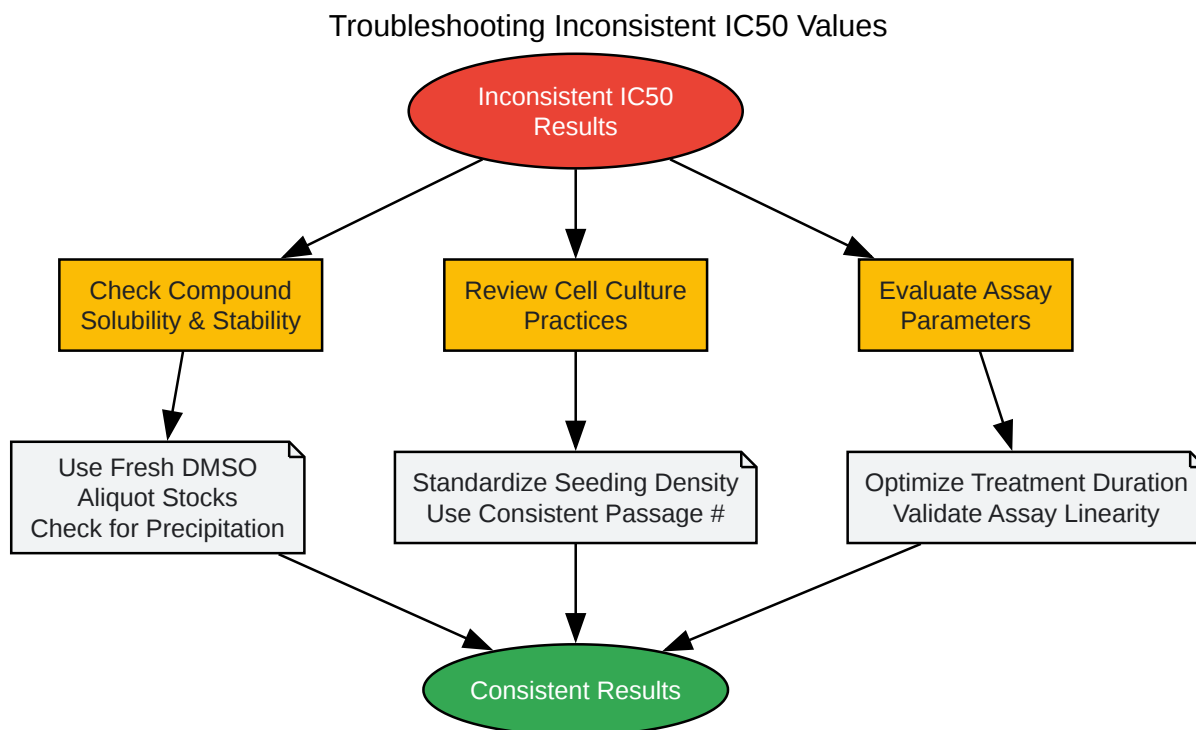 Troubleshooting Inconsistent IC50 Values
Inconsistent IC50
Results
Check Compound
Solubility & Stability
Review Cell Culture
Practices
Evaluate Assay
Parameters
Use Fresh DMSO
Aliquot Stocks
Check for Precipitation
Standardize Seeding Density
Use Consistent Passage #
Optimize Treatment Duration
Validate Assay Linearity
Consistent Results